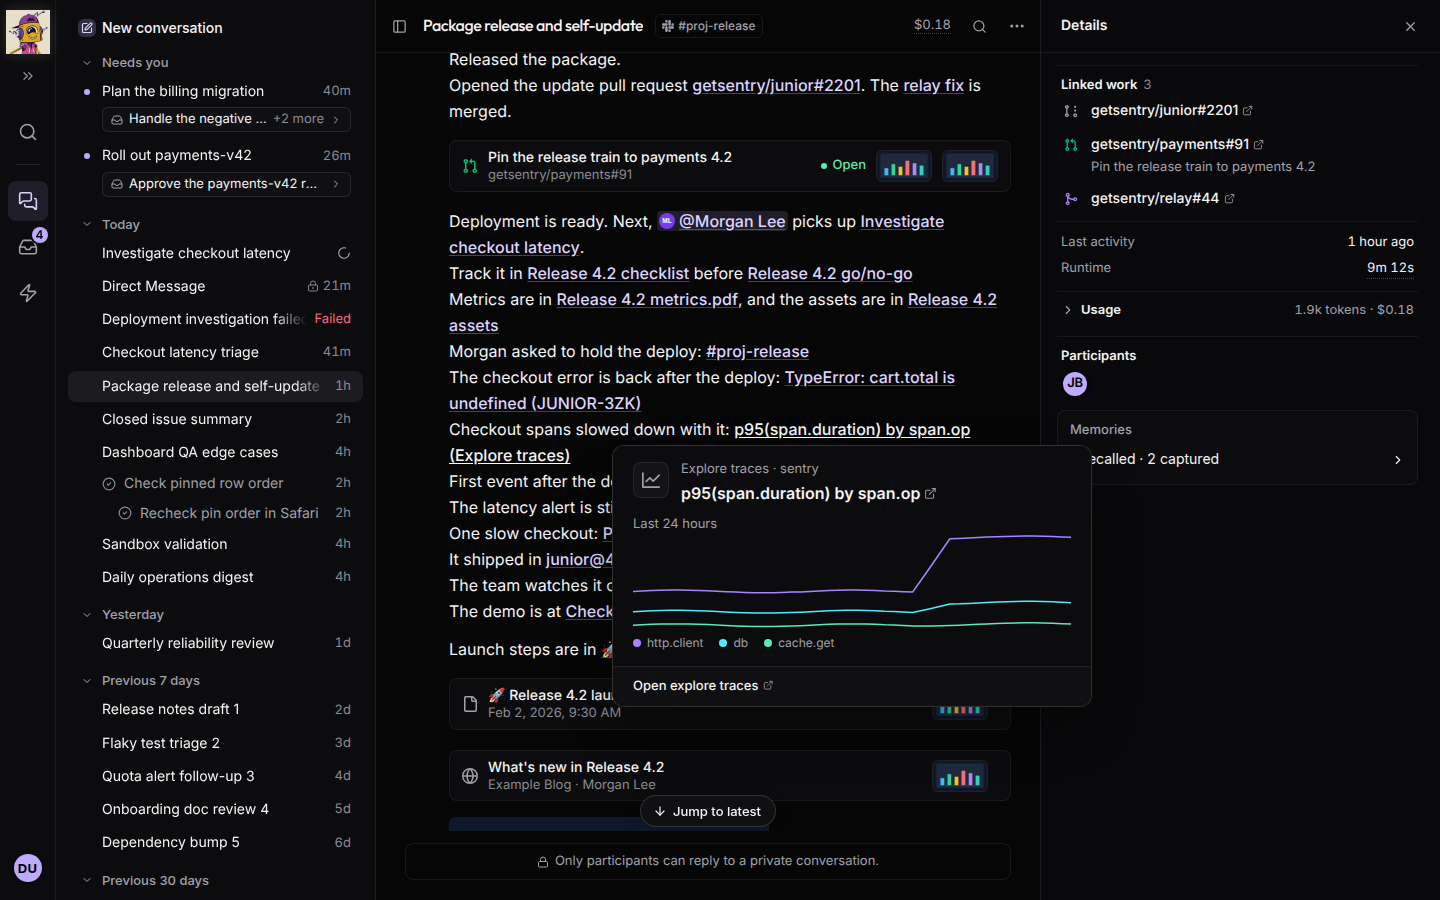 New conversation
Needs you
Plan the billing migration 40m
Handle the negative ... +2 more
Roll out payments-v42 26m
Approve the payments-v42 r...
Today
4
Investigate checkout latency
Direct Message 21m
Deployment investigation failed Failed
Checkout latency triage 41m
Package release and self-update 1h
Closed issue summary 2h
Dashboard QA edge cases 4h
Check pinned row order 2h
Recheck pin order in Safari 2h
Sandbox validation 4h
Daily operations digest 4h
Yesterday
Quarterly reliability review 1d
Previous 7 days
Release notes draft 1 2d
Flaky test triage 2 3d
Quota alert follow-up 3 4d
Onboarding doc review 4 5d
Dependency bump 5 6d
Previous 30 days
DU
Package release and self-update #proj-release $0.18
Released the package.
Opened the update pull request getsentry/junior#2201. The relay fix is
merged.
Pin the release train to payments 4.2
getsentry/payments#91
Open
Deployment is ready. Next, ML @Morgan Lee picks up Investigate
checkout latency.
Track it in Release 4.2 checklist before Release 4.2 go/no-go
Metrics are in Release 4.2 metrics.pdf, and the assets are in Release 4.2
assets
Morgan asked to hold the deploy: #proj-release
The checkout error is back after the deploy: TypeError: cart.total is
undefined (JUNIOR-3ZK)
Checkout spans slowed down with it: p95(span.duration) by span.op
(Explore traces)
First event after the de
The latency alert is sti
One slow checkout: P
It shipped in junior@4
The team watches it o
The demo is at Check
Launch steps are in 🚀
🚀 Release 4.2 lau
Feb 2, 2026, 9:30 AM
What's new in Release 4.2
Example Blog · Morgan Lee
Jump to latest
Only participants can reply to a private conversation.
Explore traces · sentry
p95(span.duration) by span.op
Last 24 hours
http.client db cache.get
Open explore traces
Details
Linked work 3
getsentry/junior#2201
getsentry/payments#91
Pin the release train to payments 4.2
getsentry/relay#44
Last activity 1 hour ago
Runtime 9m 12s
Usage 1.9k tokens · $0.18
Participants
JB
Memories
ecalled · 2 captured